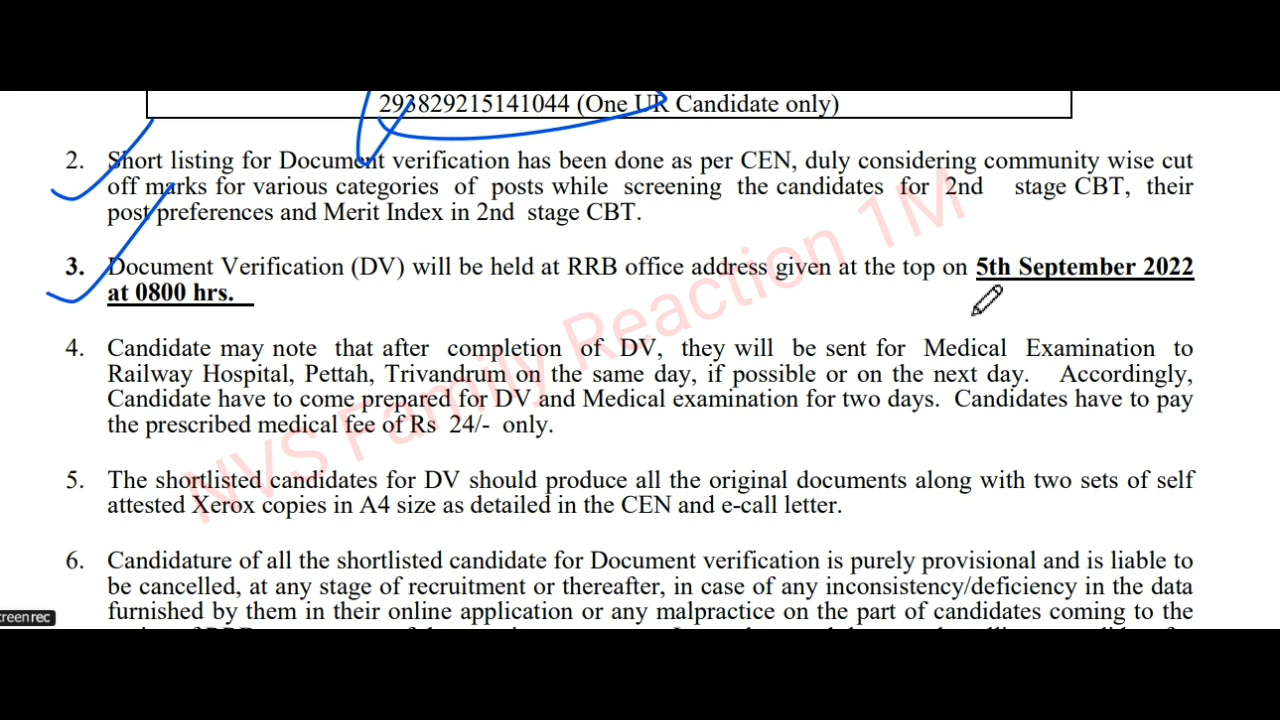 293829215141044 (One UR Candidate only)
2. Short listing for Document verification has been done as per CEN, duly considering community wise cut
off marks for various categories of posts while screening the candidates for 2nd stage CBT, their
post preferences and Merit Index in 2nd stage CBT.
3. Document Verification (DV) will be held at RRB office address given at the top on 5th September 2022
at 0800 hrs.
4. Candidate may note that after completion of DV, they will be sent for Medical Examination to
Railway Hospital, Pettah, Trivandrum on the same day, if possible or on the next day. Accordingly,
Candidate have to come prepared for DV and Medical examination for two days. Candidates have to pay
the prescribed medical fee of Rs 24/- only.
5. The shortlisted candidates for DV should produce all the original documents along with two sets of self
attested Xerox copies in A4 size as detailed in the CEN and e-call letter.
6. Candidature of all the shortlisted candidate for Document verification is purely provisional and is liable to
be cancelled, at any stage of recruitment or thereafter, in case of any inconsistency/deficiency in the data
furnished by them in their online application or any malpractice on the part of candidates coming to the
NVS Family Reaction 1M